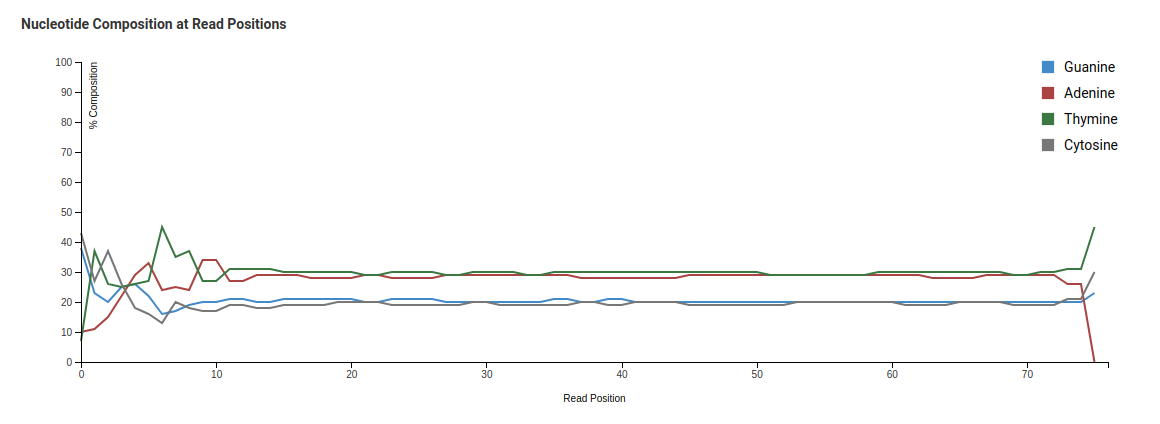 Nucleotide Composition at Read Positions
% Composition
100
90
80
70
60
50
40
30
20
10
0
0 10 20 30 40 50 60 70
Read Position
Guanine
Adenine
Thymine
Cytosine